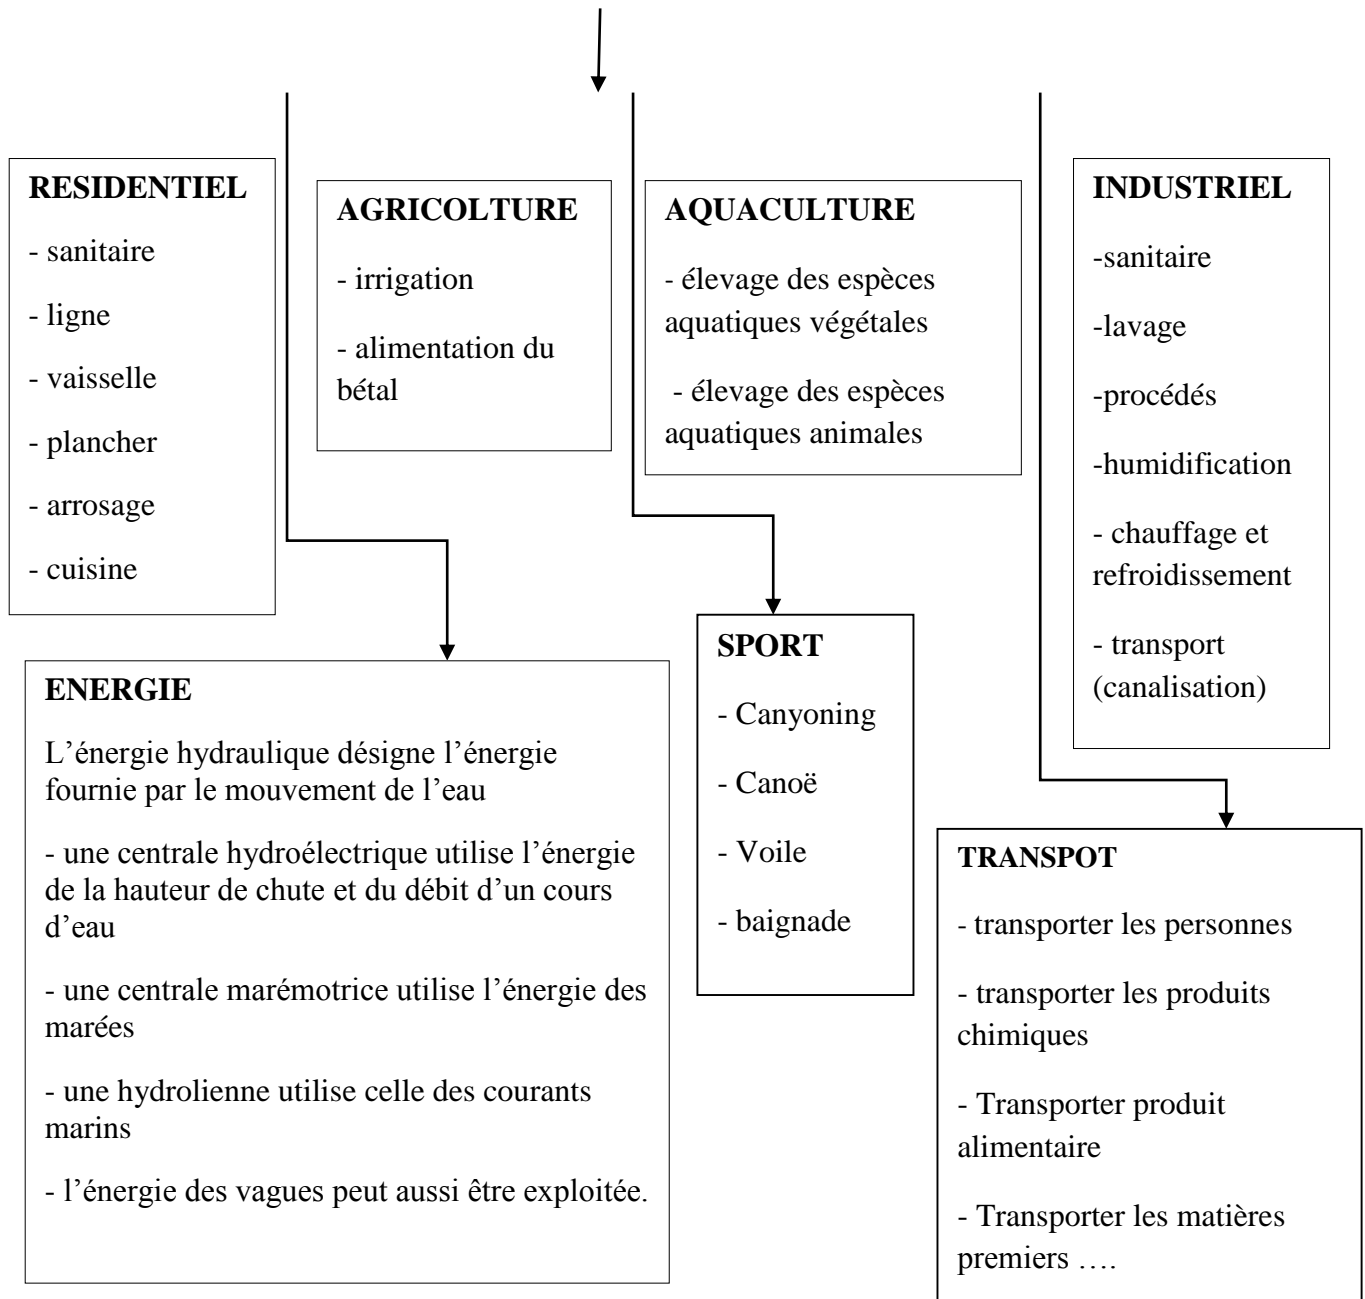 RESIDENTIEL
- sanitaire
- ligne
- vaisselle
- plancher
- arrosage
- cuisine
AGRICOLTURE
- irrigation
- alimentation du
bétal
AQUACULTURE
- élevage des espèces
aquatiques végétales
- élevage des espèces
aquatiques animales
INDUSTRIEL
-sanitaire
-lavage
-procédés
-humidification
- chauffage et
refroidissement
- transport
(canalisation)
ENERGIE
L’énergie hydraulique désigne l’énergie
fournie par le mouvement de l’eau
- une centrale hydroélectrique utilise l’énergie
de la hauteur de chute et du débit d’un cours
d’eau
- une centrale marémotrice utilise l’énergie des
marées
- une hydrolienne utilise celle des courants
marins
- l’énergie des vagues peut aussi être exploitée.
SPORT
- Canyoning
- Canoë
- Voile
- baignade
TRANSPOT
- transporter les personnes
- transporter les produits
chimiques
- Transporter produit
alimentaire
- Transporter les matières
premiers ….